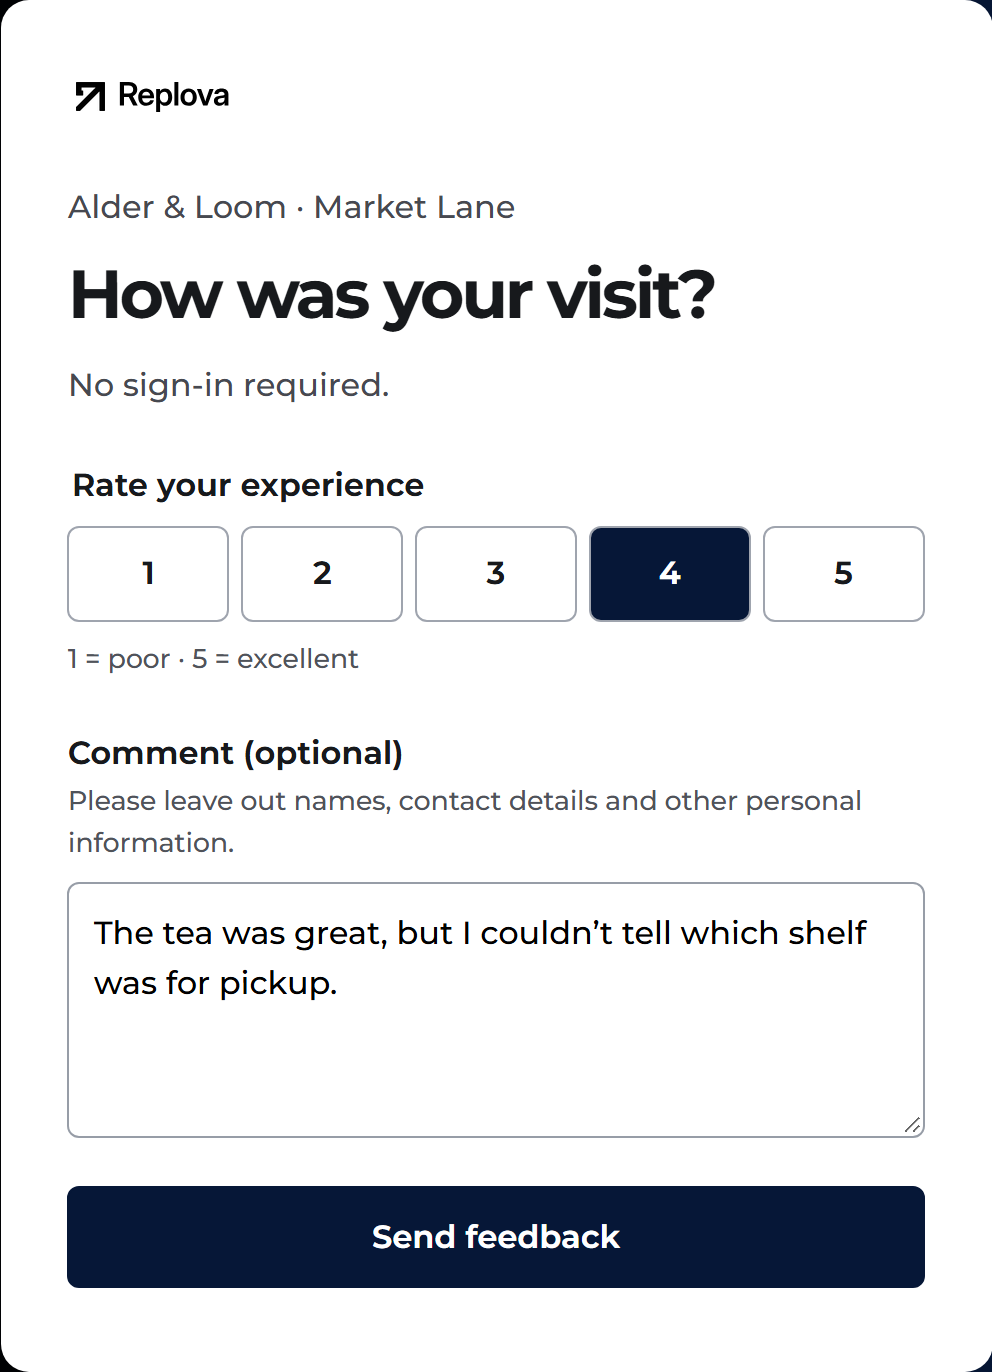 Replova
Alder & Loom · Market Lane
How was your visit?
No sign-in required.
Rate your experience
1 2 3 4 5
1 = poor · 5 = excellent
Comment (optional)
Please leave out names, contact details and other personal
information.
The tea was great, but I couldn’t tell which shelf
was for pickup.
Send feedback